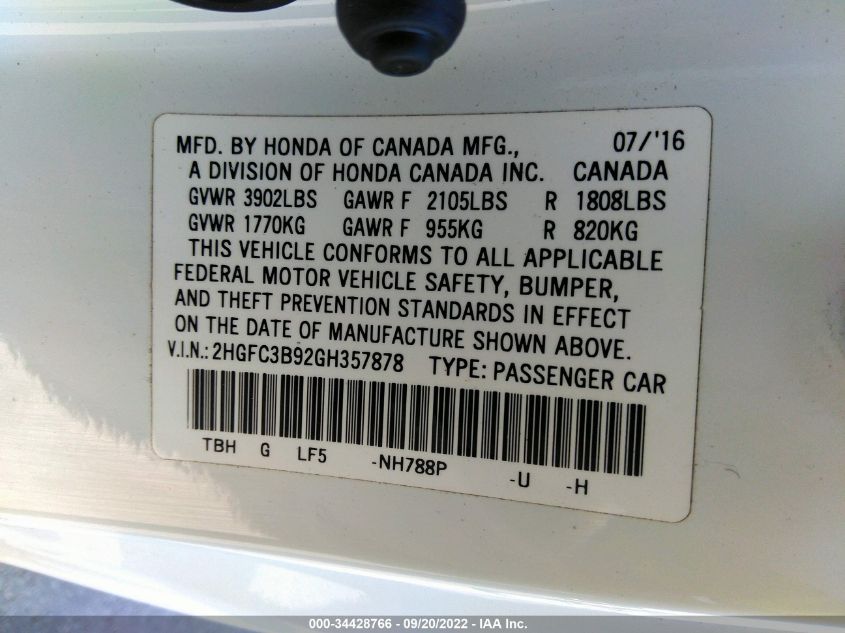 MFD. BY HONDA OF CANADA MFG., 07/'16
A DIVISION OF HONDA CANADA INC. CANADA
GVWR 3902LBS GAWR F 2105LBS R 1808LBS
GVWR 1770KG GAWR F 955KG R 820KG
THIS VEHICLE CONFORMS TO ALL APPLICABLE
FEDERAL MOTOR VEHICLE SAFETY, BUMPER,
AND THEFT PREVENTION STANDARDS IN EFFECT
ON THE DATE OF MANUFACTURE SHOWN ABOVE.
V.I.N.: 2HGFC3B92GH357878 TYPE: PASSENGER CAR
TBH G LF5 -NH788P -U -H
000-34428766 - 09/20/2022 - IAA Inc.